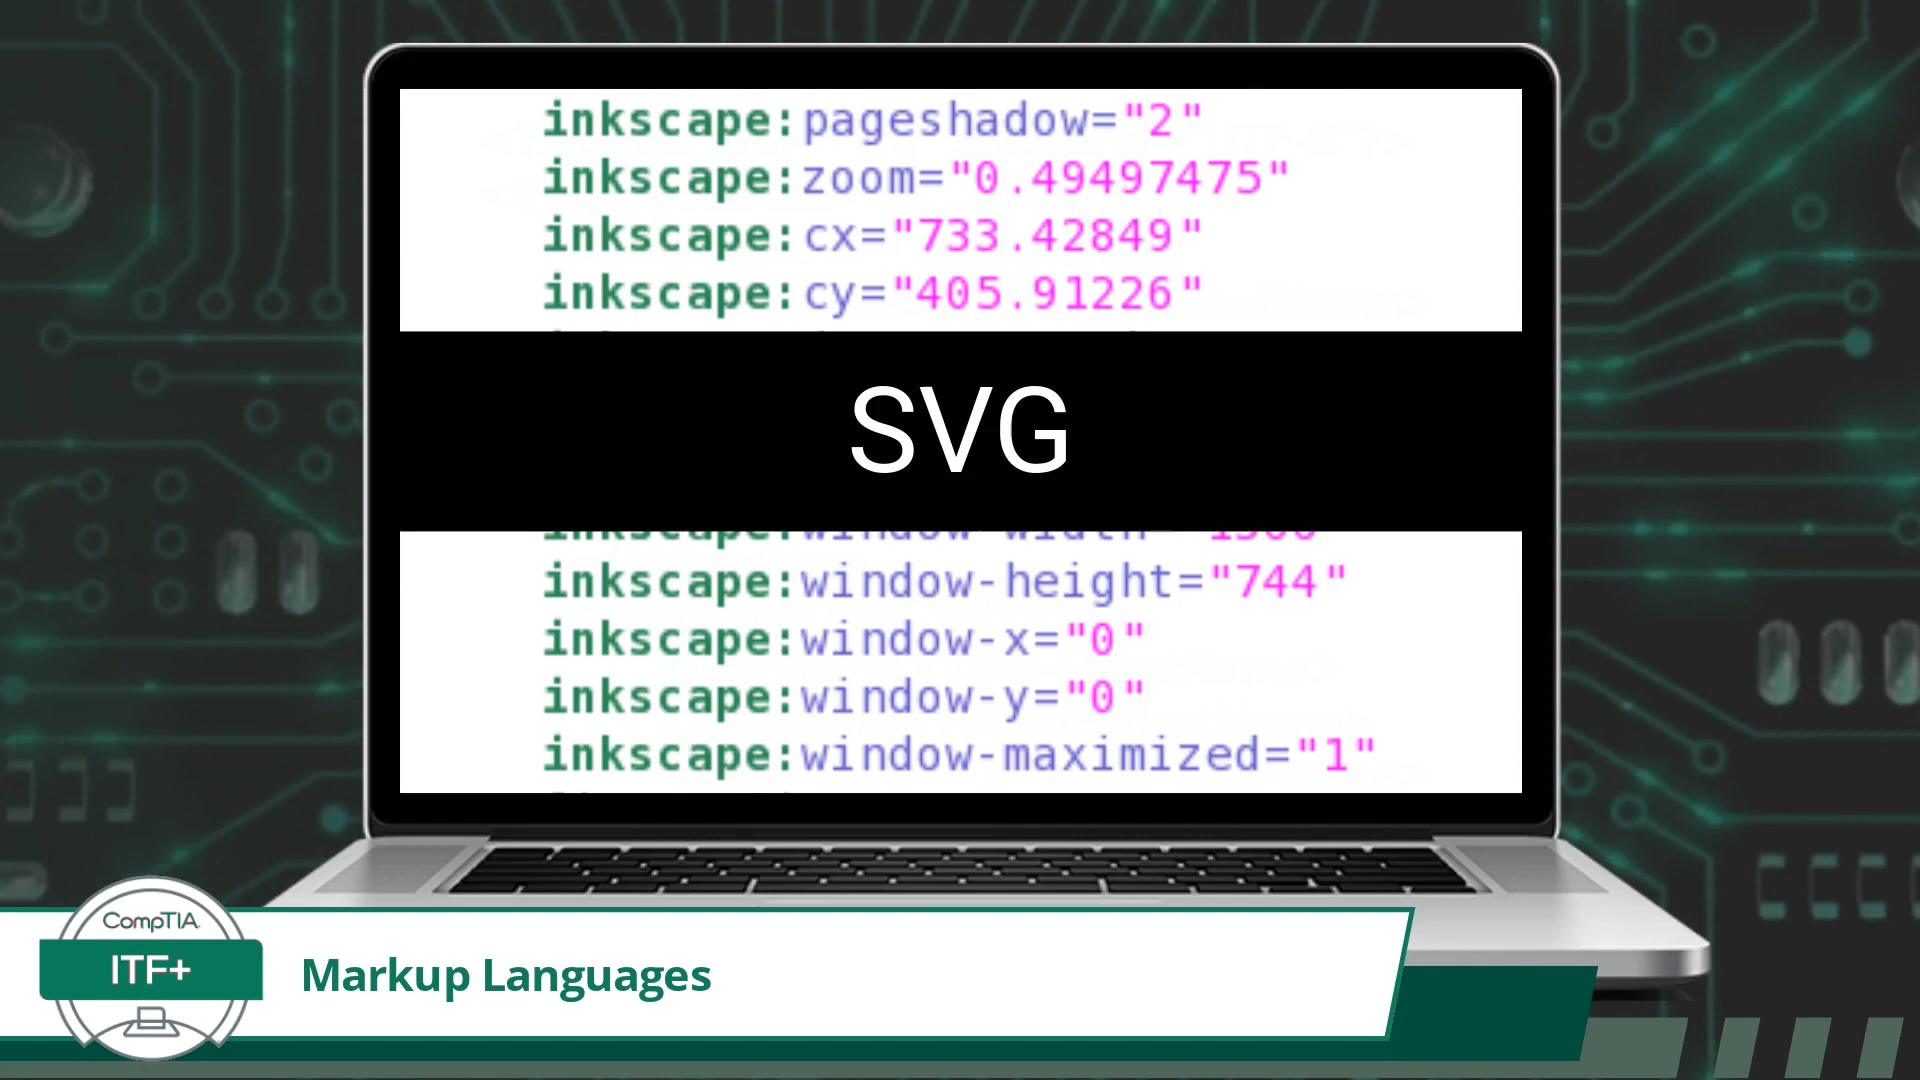 inkscape:pageshadow="2"
inkscape:zoom="0.49497475"
inkscape:cx="733.42849"
inkscape:cy="405.91226"
SVG
inkscape:window-height="744"
inkscape:window-x="0"
inkscape:window-y="0"
inkscape:window-maximized="1"
CompTIA
ITF+
Markup Languages